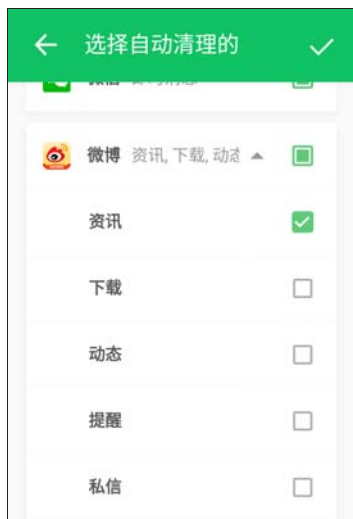 选择自动清理的
微博 资讯, 下载, 动态
资讯
下载
动态
提醒
私信